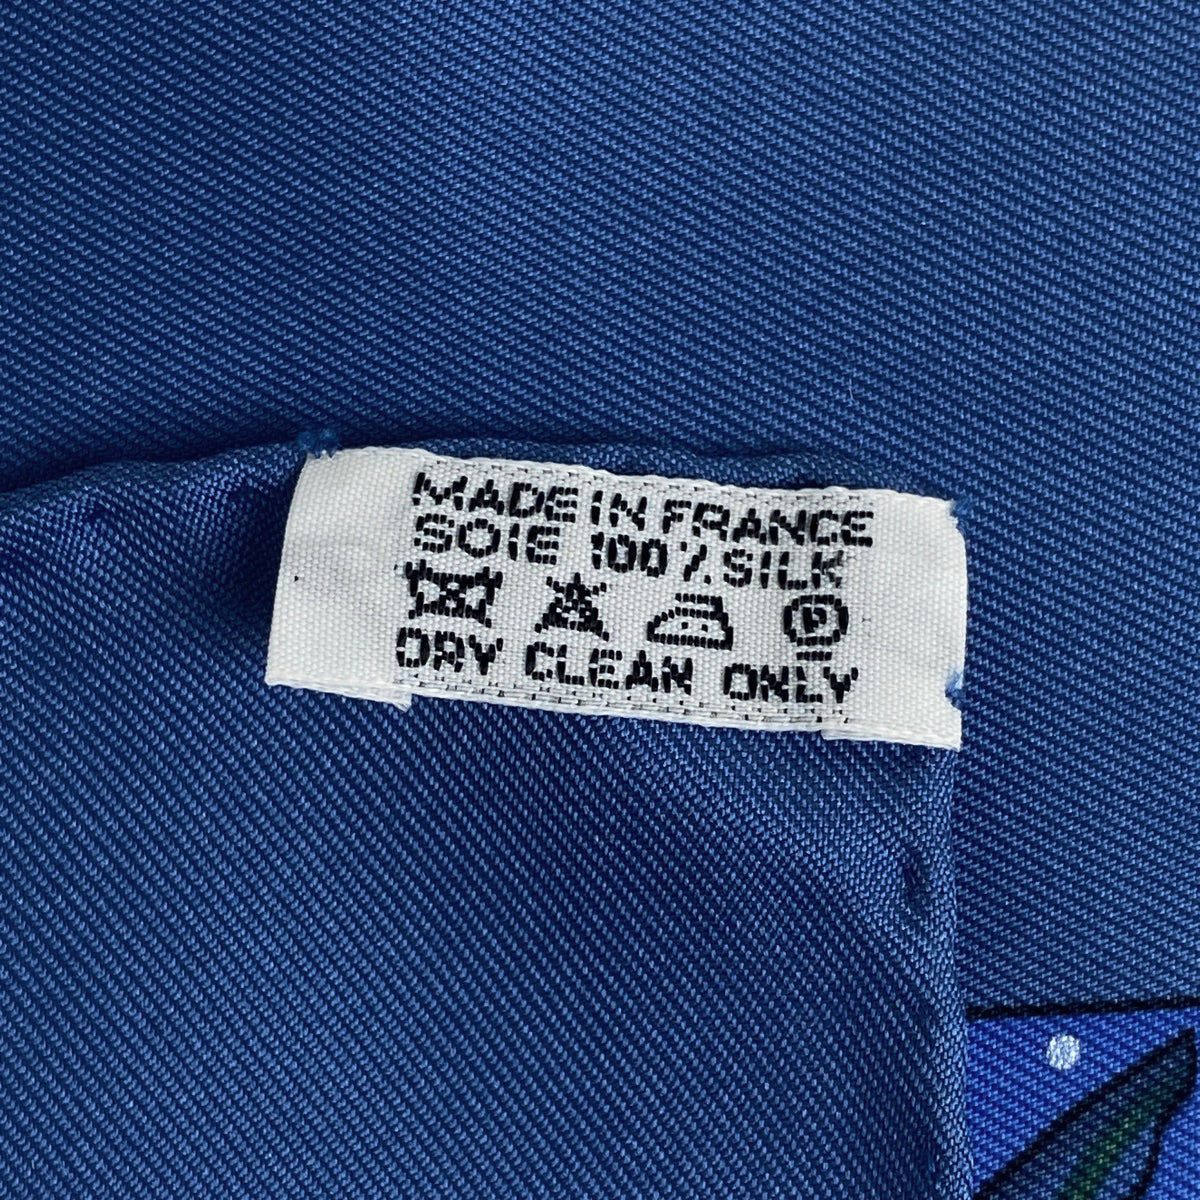 MADE IN FRANCE
SOIE 100% SILK
P
DRY CLEAN ONLY